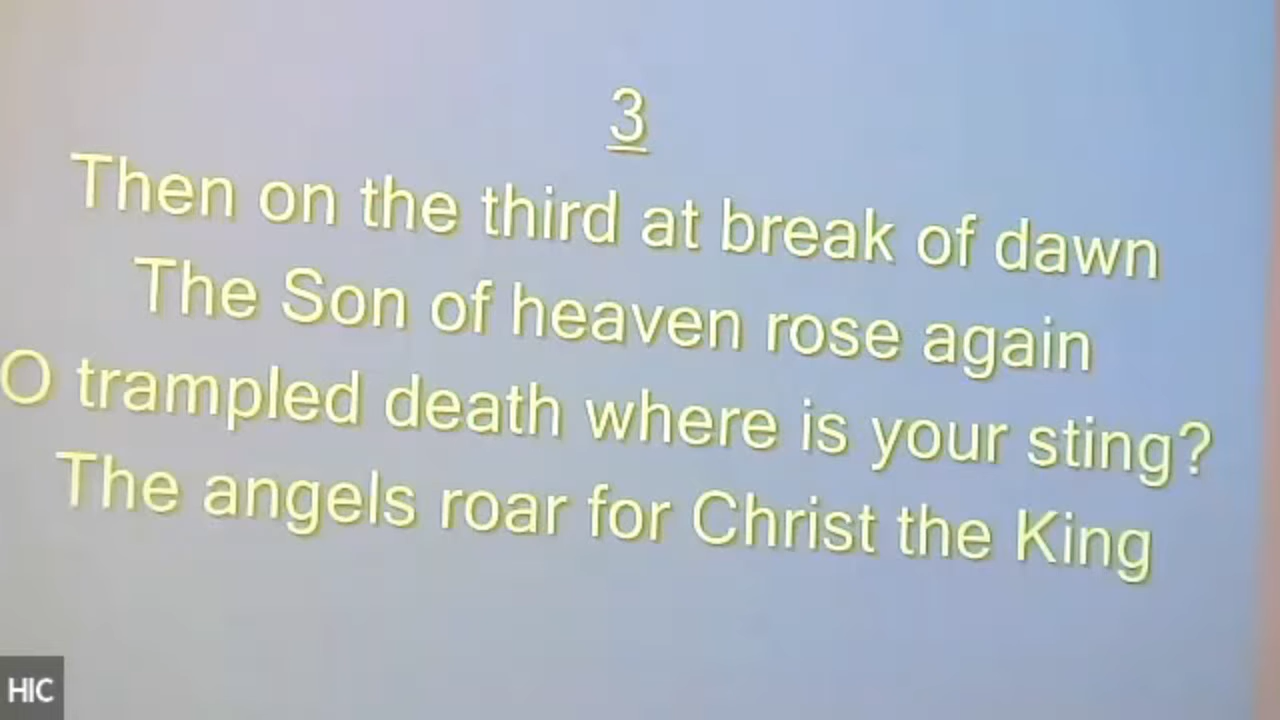 3
Then on the third at break of dawn
The Son of heaven rose again
O trampled death where is your sting?
The angels roar for Christ the King
HIC